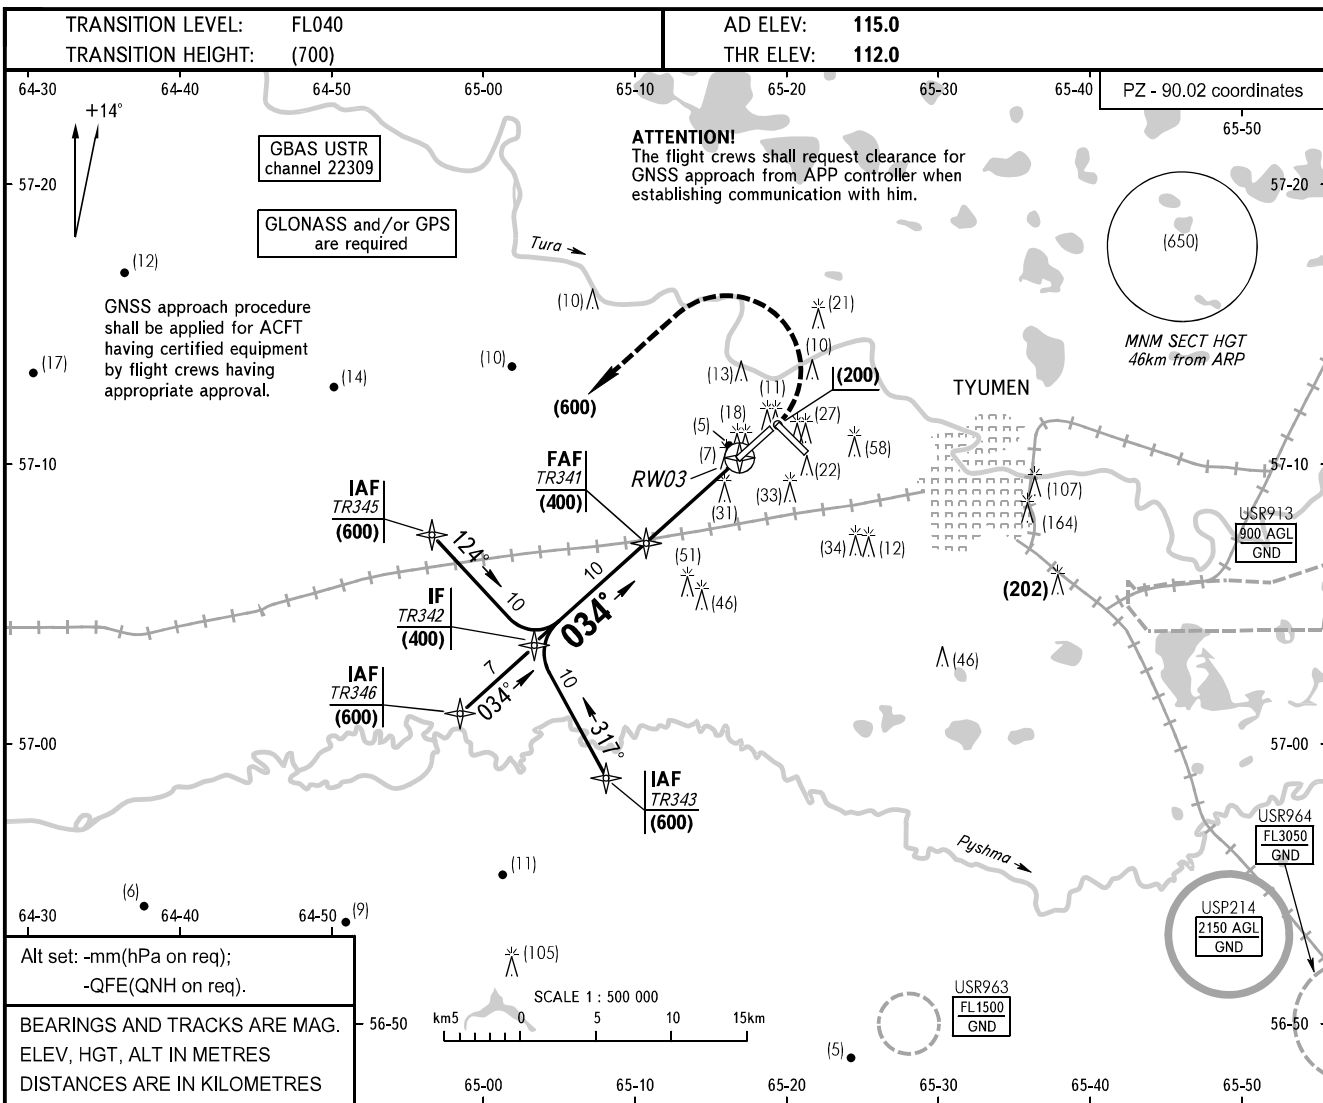 TRANSITION LEVEL: FL040
TRANSITION HEIGHT: (700)
AD ELEV: 115.0
THR ELEV: 112.0
64-30 64-40 64-50 65-00 65-10 65-20 65-30 65-40
PZ - 90.02 coordinates
65-50
+14°
GBAS USTR
channel 22309
ATTENTION!
The flight crews shall request clearance for
GNSS approach from APP controller when
establishing communication with him.
57-20
57-20
GLONASS and/or GPS
are required
Tura
(650)
(12)
GNSS approach procedure
shall be applied for ACFT
having certified equipment
by flight crews having
appropriate approval.
(10)
(21)
MNM SECT HGT
46km from ARP
(17)
(14)
(10)
(13)
(10)
(200)
TYUMEN
(600)
(11)
(18)
(27)
(5)
(58)
(7)
(22)
57-10
57-10
FAF
TR341
(400)
RW03
(31)
(33)
(107)
(164)
IAF
TR345
(600)
124°
10
10
(51)
(46)
(34)
(12)
USR913
900 AGL
GND
(202)
IF
TR342
(400)
034°
7
034°
10
(46)
IAF
TR346
(600)
57-00
57-00
317°
IAF
TR343
(600)
Pyshma
USR964
FL3050
GND
(11)
(6)
(9)
64-30 64-40 64-50
USP214
2150 AGL
GND
(105)
Alt set: -mm(hPa on req);
-QFE(QNH on req).
SCALE 1 : 500 000
km5 0 5 10 15km
USR963
FL1500
GND
BEARINGS AND TRACKS ARE MAG.
ELEV, HGT, ALT IN METRES
DISTANCES ARE IN KILOMETRES
56-50
56-50
(5)
65-00 65-10 65-20 65-30 65-40 65-50